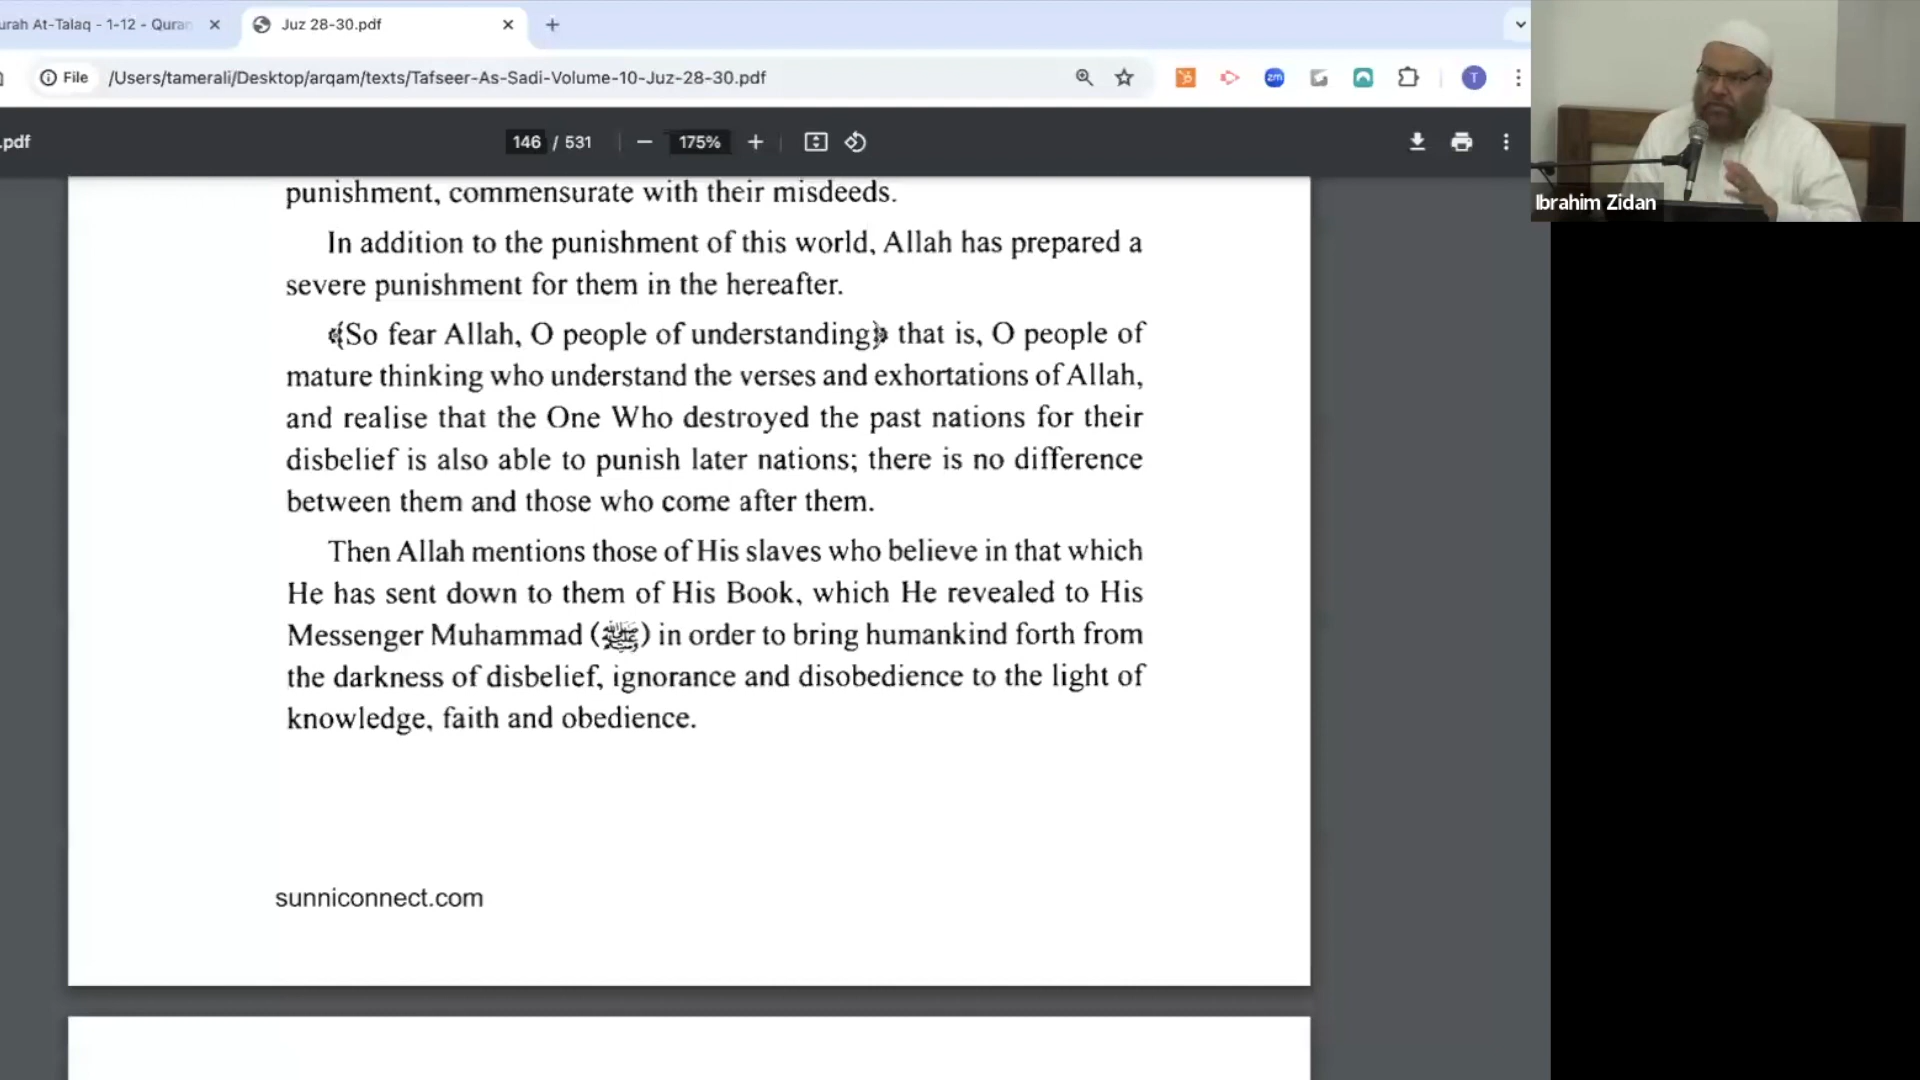 urah At-Talaq - 1-12 - Quran
Juz 28-30.pdf
File
/Users/tamerali/Desktop/arqam/texts/Tafseer-As-Sadi-Volume-10-Juz-28-30.pdf
zm
T
.pdf
146 / 531
175%
Ibrahim Zidan
punishment, commensurate with their misdeeds.
In addition to the punishment of this world, Allah has prepared a
severe punishment for them in the hereafter.
﴾So fear Allah, O people of understanding﴿ that is, O people of
mature thinking who understand the verses and exhortations of Allah,
and realise that the One Who destroyed the past nations for their
disbelief is also able to punish later nations; there is no difference
between them and those who come after them.
Then Allah mentions those of His slaves who believe in that which
He has sent down to them of His Book, which He revealed to His
Messenger Muhammad (ﷺ) in order to bring humankind forth from
the darkness of disbelief, ignorance and disobedience to the light of
knowledge, faith and obedience.
sunniconnect.com